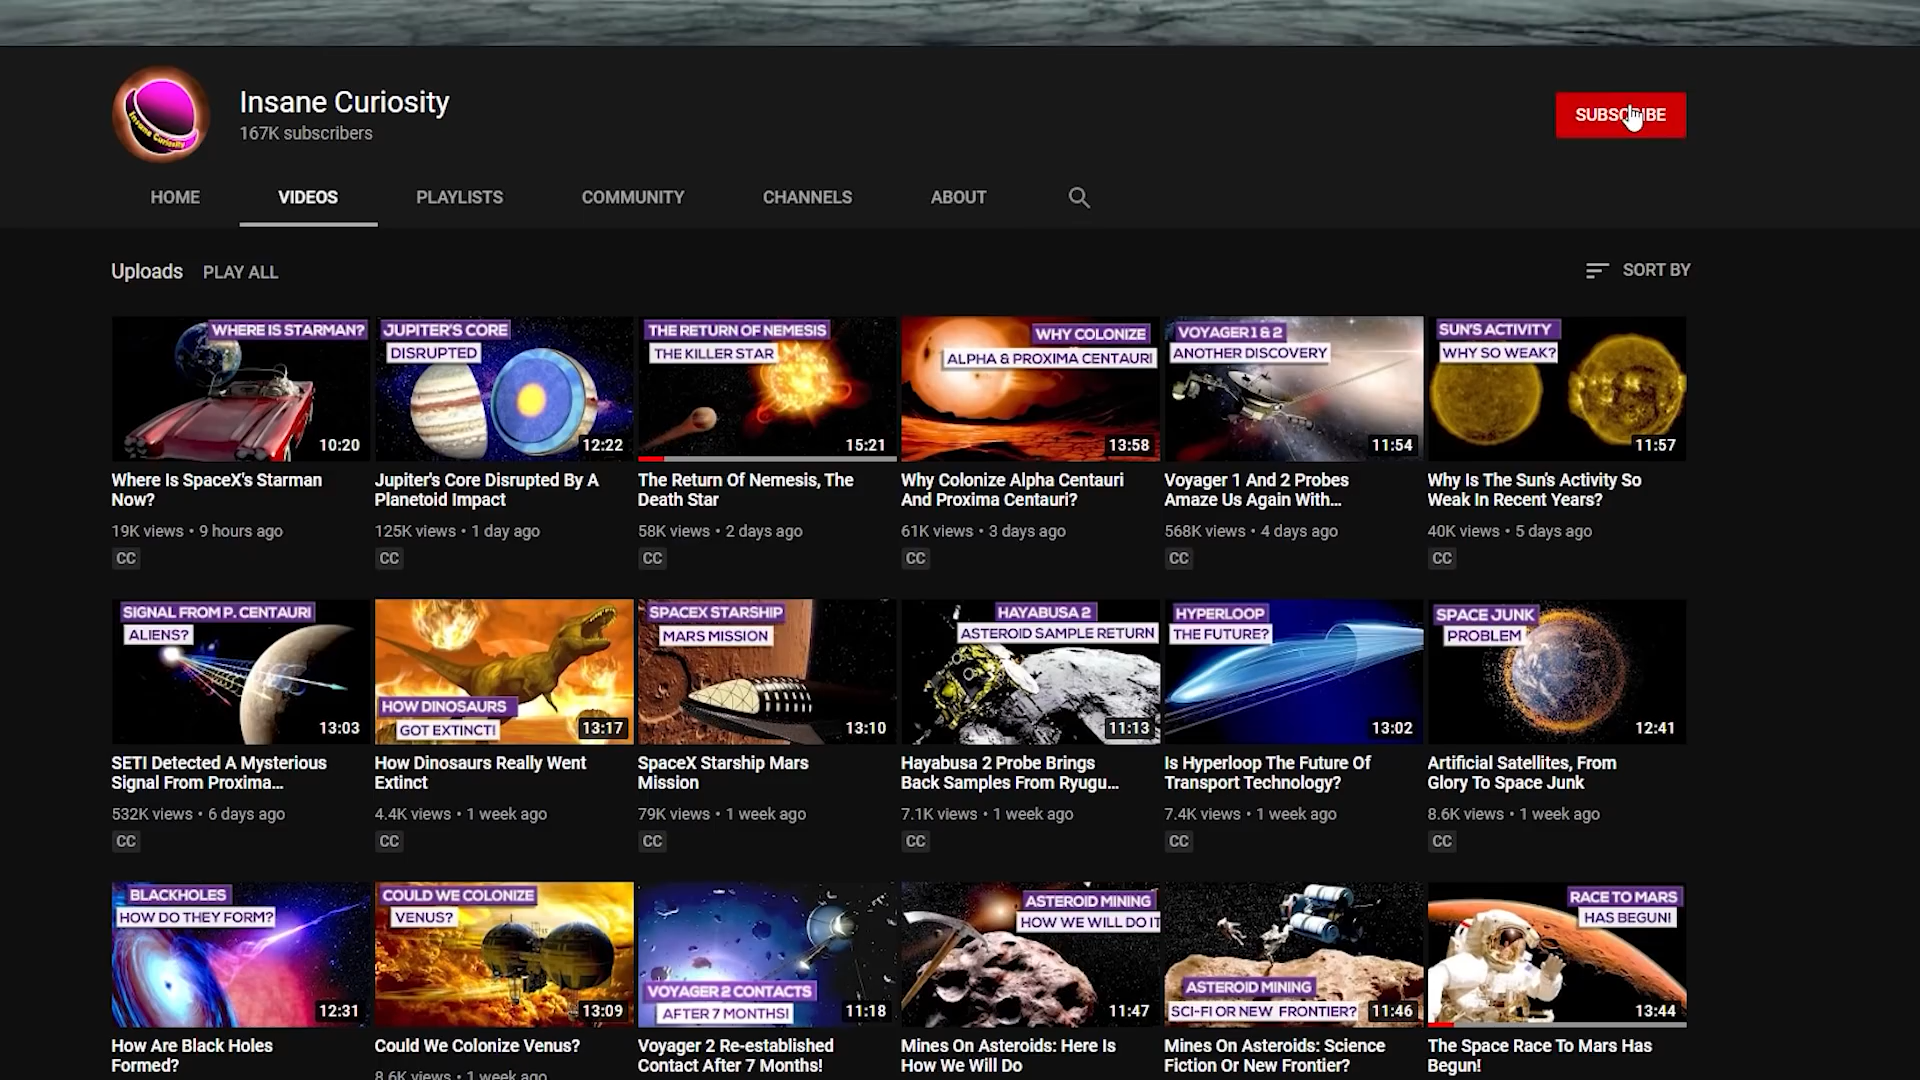 Insane Curiosity
167K subscribers
SUBSCRIBE
Insane Curiosity
HOME VIDEOS PLAYLISTS COMMUNITY CHANNELS ABOUT
Uploads PLAY ALL SORT BY
WHERE IS STARMAN?
10:20
Where Is SpaceX's Starman
Now?
19K views • 9 hours ago
CC
JUPITER'S CORE
DISRUPTED
12:22
Jupiter's Core Disrupted By A
Planetoid Impact
125K views • 1 day ago
CC
THE RETURN OF NEMESIS
THE KILLER STAR
15:21
The Return Of Nemesis, The
Death Star
58K views • 2 days ago
CC
WHY COLONIZE
ALPHA & PROXIMA CENTAURI
13:58
Why Colonize Alpha Centauri
And Proxima Centauri?
61K views • 3 days ago
CC
VOYAGER 1 & 2
ANOTHER DISCOVERY
11:54
Voyager 1 And 2 Probes
Amaze Us Again With...
568K views • 4 days ago
CC
SUN'S ACTIVITY
WHY SO WEAK?
11:57
Why Is The Sun's Activity So
Weak In Recent Years?
40K views • 5 days ago
CC
SIGNAL FROM P. CENTAURI
ALIENS?
13:03
SETI Detected A Mysterious
Signal From Proxima...
532K views • 6 days ago
CC
HOW DINOSAURS
GOT EXTINCT!
13:17
How Dinosaurs Really Went
Extinct
4.4K views • 1 week ago
CC
SPACEX STARSHIP
MARS MISSION
13:10
SpaceX Starship Mars
Mission
79K views • 1 week ago
CC
HAYABUSA 2
ASTEROID SAMPLE RETURN
11:13
Hayabusa 2 Probe Brings
Back Samples From Ryugu...
7.1K views • 1 week ago
CC
HYPERLOOP
THE FUTURE?
13:02
Is Hyperloop The Future Of
Transport Technology?
7.4K views • 1 week ago
CC
SPACE JUNK
PROBLEM
12:41
Artificial Satellites, From
Glory To Space Junk
8.6K views • 1 week ago
CC
BLACKHOLES
HOW DO THEY FORM?
12:31
How Are Black Holes
Formed?
COULD WE COLONIZE
VENUS?
13:09
Could We Colonize Venus?
8.6K views • 1 week ago
VOYAGER 2 CONTACTS
AFTER 7 MONTHS!
11:18
Voyager 2 Re-established
Contact After 7 Months!
ASTEROID MINING
HOW WE WILL DO IT
11:47
Mines On Asteroids: Here Is
How We Will Do
ASTEROID MINING
SCI-FI OR NEW FRONTIER?
11:46
Mines On Asteroids: Science
Fiction Or New Frontier?
RACE TO MARS
HAS BEGUN!
13:44
The Space Race To Mars Has
Begun!